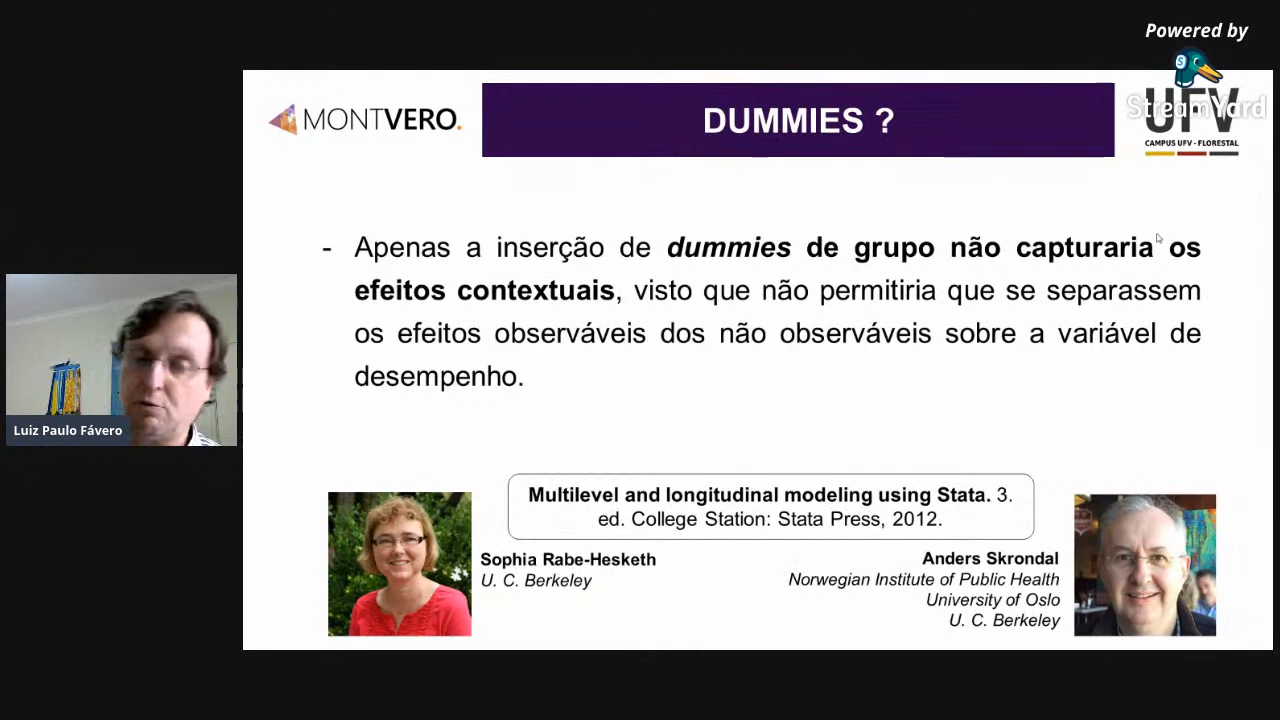 Powered by
StreamYard
MONTVERO.
DUMMIES ?
UFV
CAMPUS UFV - FLORESTAL
- Apenas a inserção de dummies de grupo não capturaria os
efeitos contextuais, visto que não permitiria que se separassem
os efeitos observáveis dos não observáveis sobre a variável de
desempenho.
Luiz Paulo Fávero
Multilevel and longitudinal modeling using Stata. 3.
ed. College Station: Stata Press, 2012.
Sophia Rabe-Hesketh
U. C. Berkeley
Anders Skrondal
Norwegian Institute of Public Health
University of Oslo
U. C. Berkeley